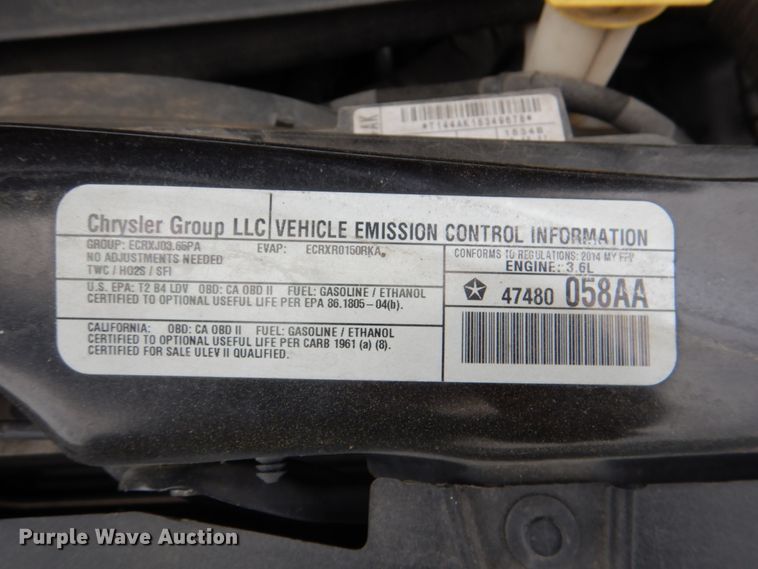 AK
*T144AK15349678*
1534B
Chrysler Group LLC VEHICLE EMISSION CONTROL INFORMATION
GROUP: ECRXJ03.65PA EVAP: ECRXR0150RKA
NO ADJUSTMENTS NEEDED
TWC / HO2S / SFI
CONFORMS TO REGULATIONS: 2014 MY FFV
ENGINE: 3.6L
U.S. EPA: T2 B4 LDV OBD: CA OBD II FUEL: GASOLINE / ETHANOL
CERTIFIED TO OPTIONAL USEFUL LIFE PER EPA 86.1805-04(b).
47480 058AA
CALIFORNIA: OBD: CA OBD II FUEL: GASOLINE / ETHANOL
CERTIFIED TO OPTIONAL USEFUL LIFE PER CARB 1961 (a) (8).
CERTIFIED FOR SALE ULEV II QUALIFIED.
Purple Wave Auction